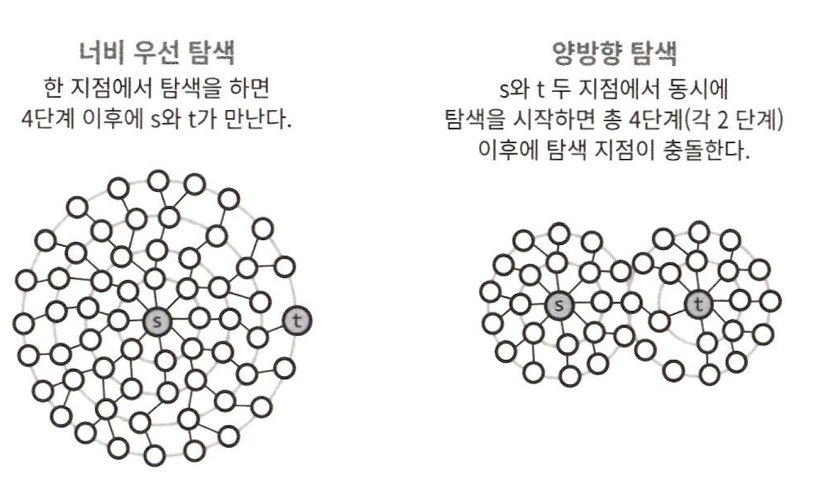 너비 우선 탐색
한 지점에서 탐색을 하면
4단계 이후에 s와 t가 만난다.
s
t
양방향 탐색
s와 t 두 지점에서 동시에
탐색을 시작하면 총 4단계(각 2 단계)
이후에 탐색 지점이 충돌한다.
s
t